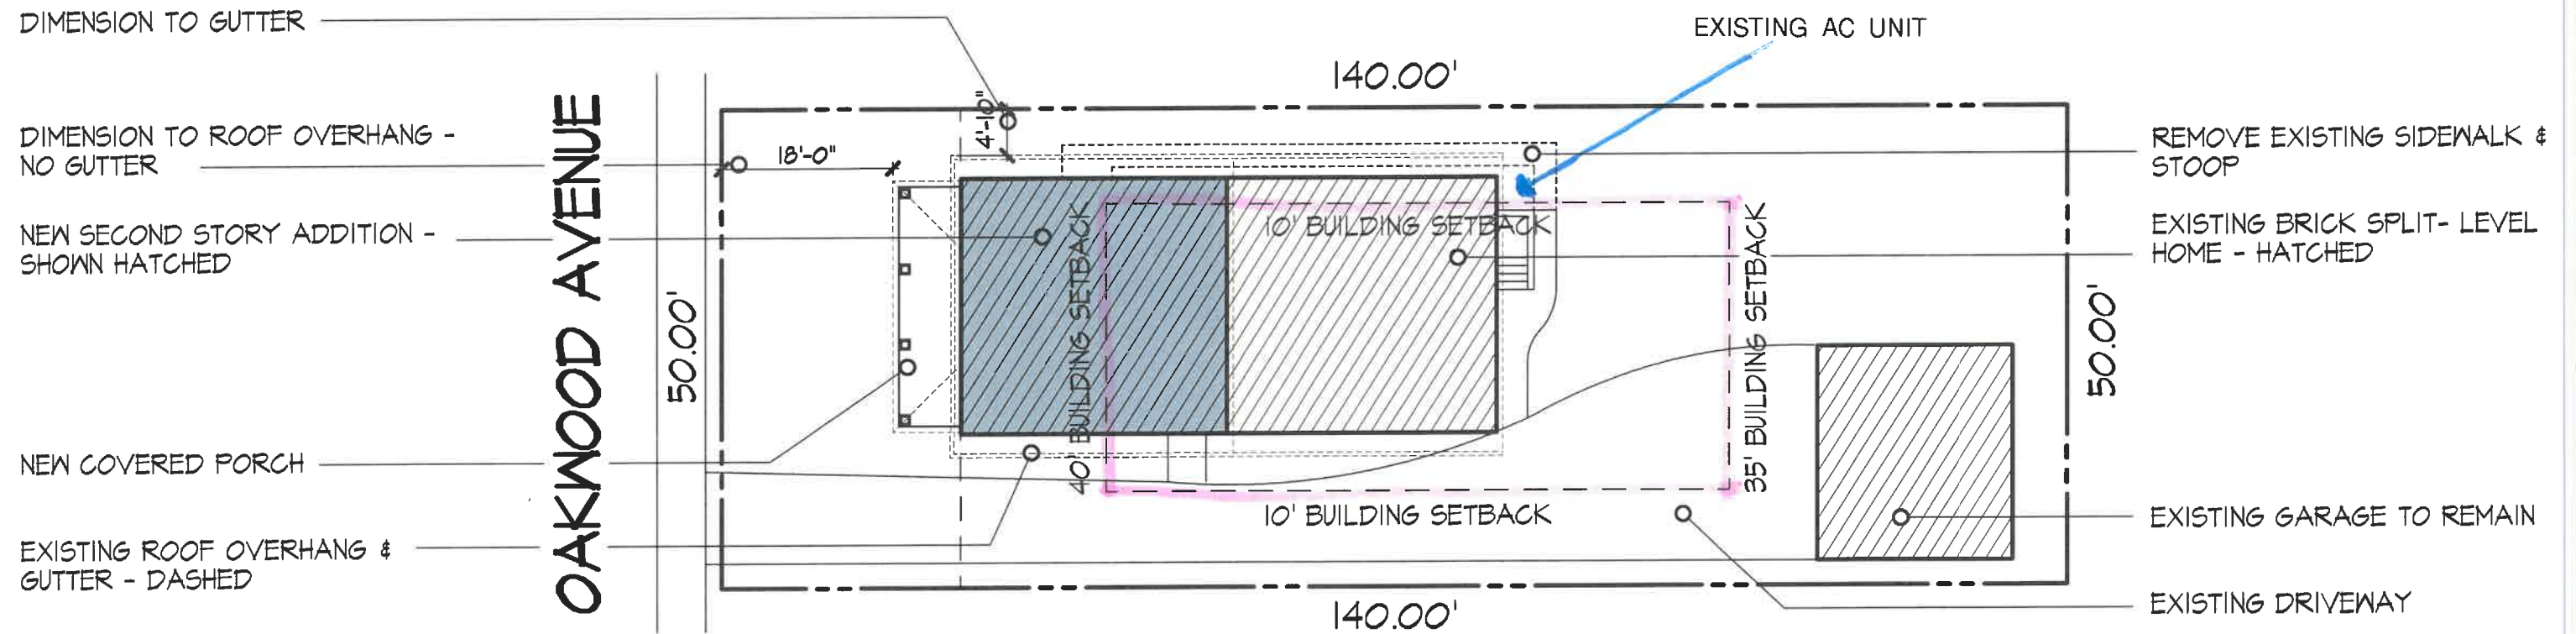 DIMENSION TO GUTTER
DIMENSION TO ROOF OVERHANG -
NO GUTTER
NEW SECOND STORY ADDITION -
SHOWN HATCHED
NEW COVERED PORCH
EXISTING ROOF OVERHANG &
GUTTER - DASHED
OAKWOOD AVENUE
50.00'
18'-0"
4'-10"
140.00'
EXISTING AC UNIT
40' BUILDING SETBACK
10' BUILDING SETBACK
35' BUILDING SETBACK
10' BUILDING SETBACK
140.00'
50.00'
REMOVE EXISTING SIDEWALK &
STOOP
EXISTING BRICK SPLIT- LEVEL
HOME - HATCHED
EXISTING GARAGE TO REMAIN
EXISTING DRIVEWAY